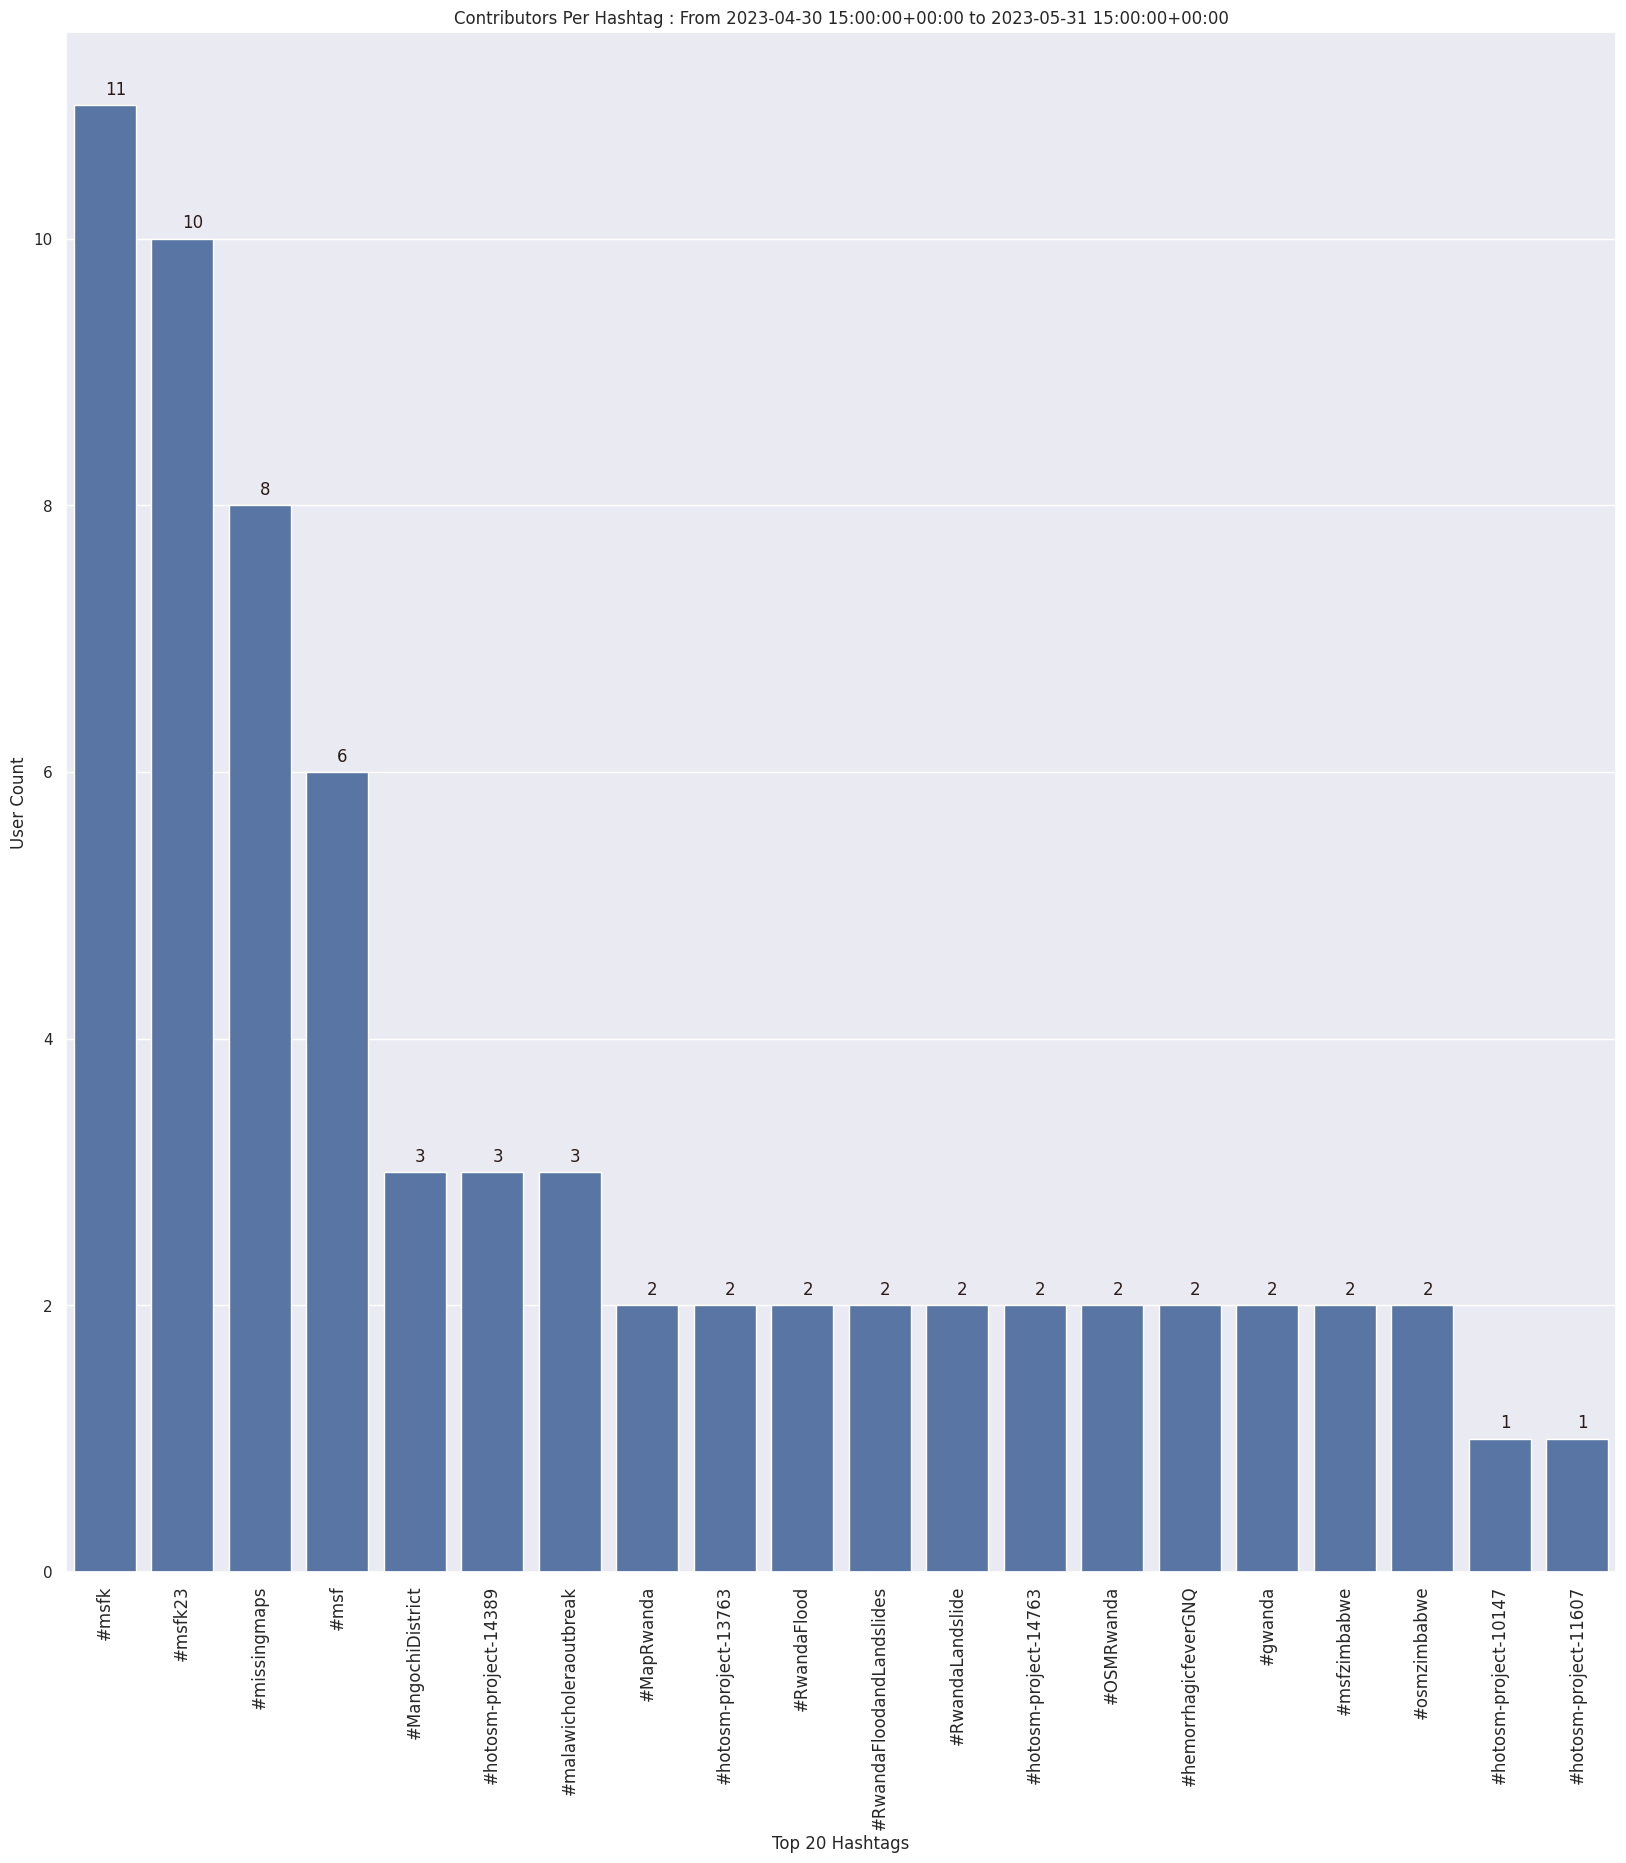 Contributors Per Hashtag : From 2023-04-30 15:00:00+00:00 to 2023-05-31 15:00:00+00:00
11
10
8
6
3
3
3
2
2
2
2
2
2
2
2
2
2
2
1
1
10
8
6
4
2
0
User Count
#msfk
#msfk23
#missingmaps
#msf
#MangochiDistrict
#hotosm-project-14389
#malawicholeraoutbreak
#MapRwanda
#hotosm-project-13763
#RwandaFlood
#RwandaFloodandLandslides
#RwandaLandslide
#hotosm-project-14763
#OSMRwanda
#hemorrhagicfeverGNQ
#gwanda
#msfzimbabwe
#osmzimbabwe
#hotosm-project-10147
#hotosm-project-11607
Top 20 Hashtags